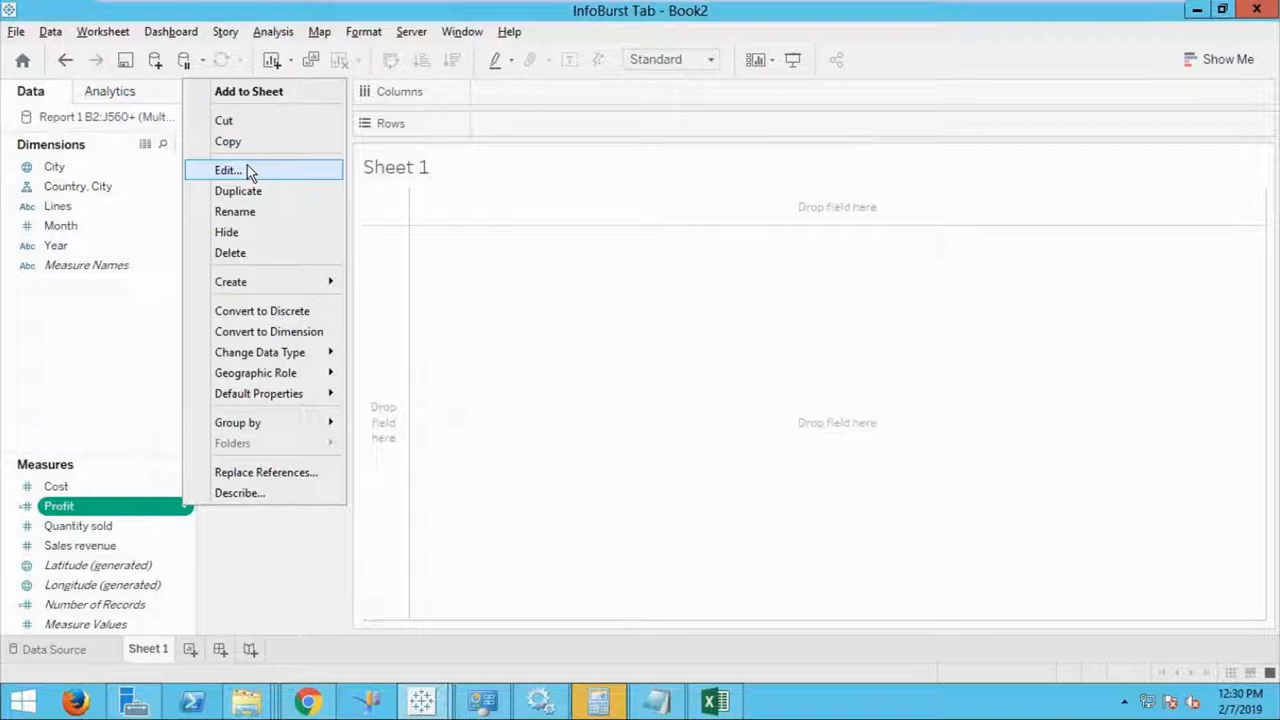 InfoBurst Tab - Book2
File Data Worksheet Dashboard Story Analysis Map Format Server Window Help
Standard
Show Me
Data Analytics
Report 1 B2:J560+ (Mult...
Dimensions
City
Country, City
Abc Lines
# Month
Abc Year
Abc Measure Names
Measures
# Cost
=# Profit
# Quantity sold
# Sales revenue
Latitude (generated)
Longitude (generated)
=# Number of Records
# Measure Values
Add to Sheet
Cut
Copy
Edit...
Duplicate
Rename
Hide
Delete
Create
Convert to Discrete
Convert to Dimension
Change Data Type
Geographic Role
Default Properties
Group by
Folders
Replace References...
Describe...
Columns
Rows
Sheet 1
Drop field here
Drop
field
here
Drop field here
Data Source Sheet 1
12:30 PM
2/7/2019